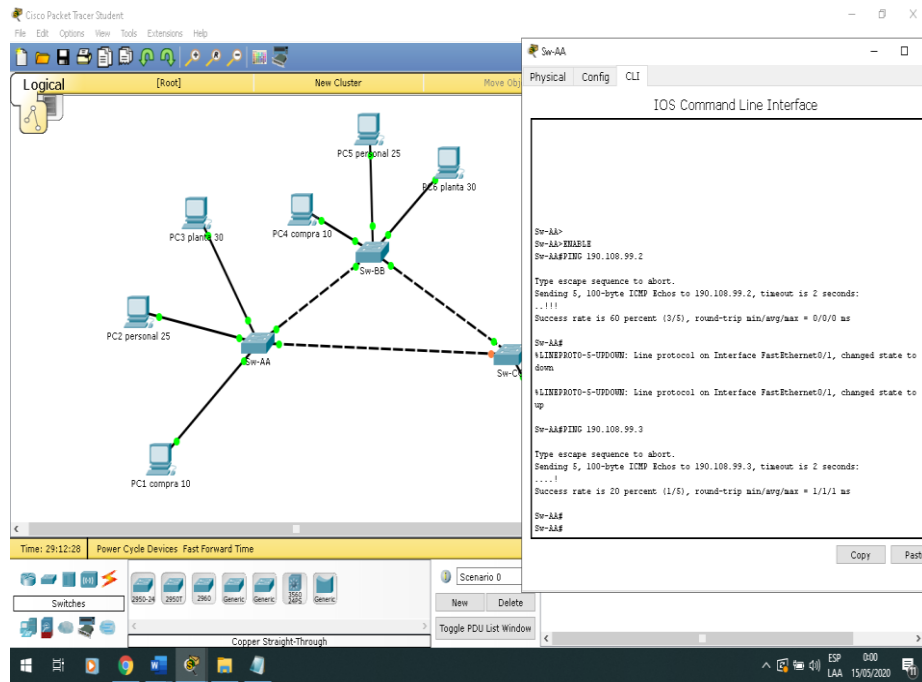 Cisco Packet Tracer Student
File Edit Options View Tools Extensions Help
Logical
[Root]
New Cluster
Move Obj
PC5 personal 25
PC6 planta 30
PC3 planta 30
PC4 compra 10
Sw-BB
PC2 personal 25
Sw-AA
Sw-C
PC1 compra 10
Time: 29:12:28
Power Cycle Devices Fast Forward Time
Switches
2950-24
2950T
2960
Generic
Generic
3560
24PS
Generic
Copper Straight-Through
Scenario 0
New
Delete
Toggle PDU List Window
Sw-AA
Physical
Config
CLI
IOS Command Line Interface
Sw-AA>
Sw-AA>ENABLE
Sw-AA#PING 190.108.99.2
Type escape sequence to abort.
Sending 5, 100-byte ICMP Echos to 190.108.99.2, timeout is 2 seconds:
..!!!
Success rate is 60 percent (3/5), round-trip min/avg/max = 0/0/0 ms
Sw-AA#
%LINEPROTO-5-UPDOWN: Line protocol on Interface FastEthernet0/1, changed state to
down
%LINEPROTO-5-UPDOWN: Line protocol on Interface FastEthernet0/1, changed state to
up
Sw-AA#PING 190.108.99.3
Type escape sequence to abort.
Sending 5, 100-byte ICMP Echos to 190.108.99.3, timeout is 2 seconds:
....!
Success rate is 20 percent (1/5), round-trip min/avg/max = 1/1/1 ms
Sw-AA#
Sw-AA#
Copy
Past
ESP
LAA
0:00
15/05/2020